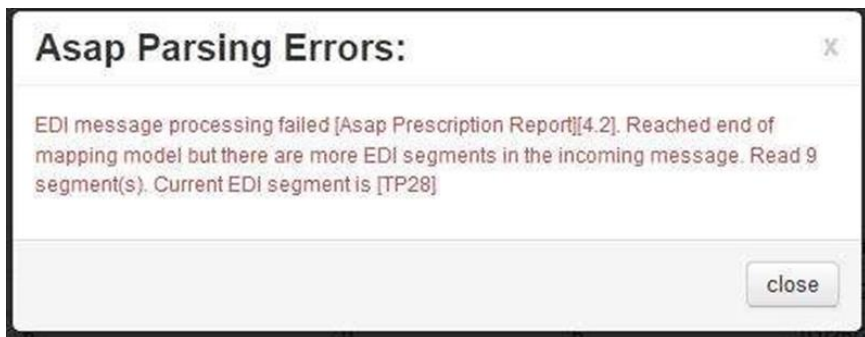 Asap Parsing Errors:
x
EDI message processing failed [Asap Prescription Report][4.2]. Reached end of
mapping model but there are more EDI segments in the incoming message. Read 9
segment(s). Current EDI segment is [TP28]
close